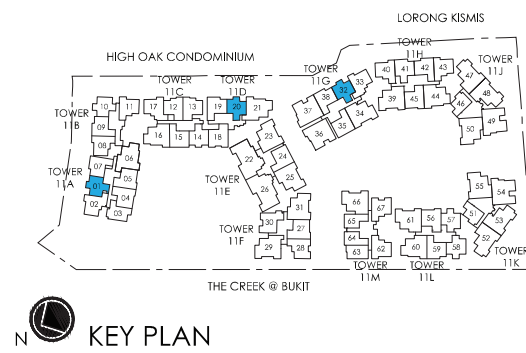 LORONG KISMIS
HIGH OAK CONDOMINIUM
TOWER
11C
TOWER
11D
TOWER
11G
TOWER
11H
TOWER
11J
TOWER
11B
TOWER
11A
TOWER
11E
TOWER
11F
TOWER
11M
TOWER
11L
TOWER
11K
10 11 17 12 13 19 20 21
09 16 15 14 18
08
07 06
01 05
02 04
03
23
22 24
26 25
31
30 27
29 28
37 38 32 33
36 35 34
40 41 42 43
39 45 44
47
46 48
50 49
66 67
65
64
63 62
61 56 57
60 59 58
55 54
51 53
52
THE CREEK @ BUKIT
N
KEY PLAN